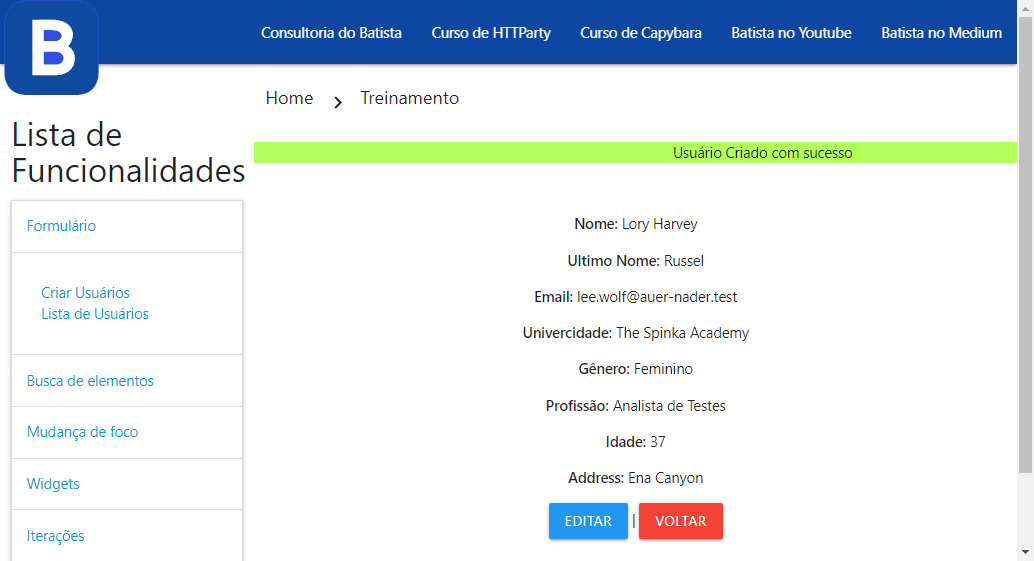 B
Consultoria do Batista Curso de HTTParty Curso de Capybara Batista no Youtube Batista no Medium
Home > Treinamento
Lista de
Funcionalidades
Formulário
Criar Usuários
Lista de Usuários
Busca de elementos
Mudança de foco
Widgets
Iterações
Usuário Criado com sucesso
Nome: Lory Harvey
Ultimo Nome: Russel
Email: lee.wolf@auer-nader.test
Univercidade: The Spinka Academy
Gênero: Feminino
Profissão: Analista de Testes
Idade: 37
Address: Ena Canyon
EDITAR | VOLTAR